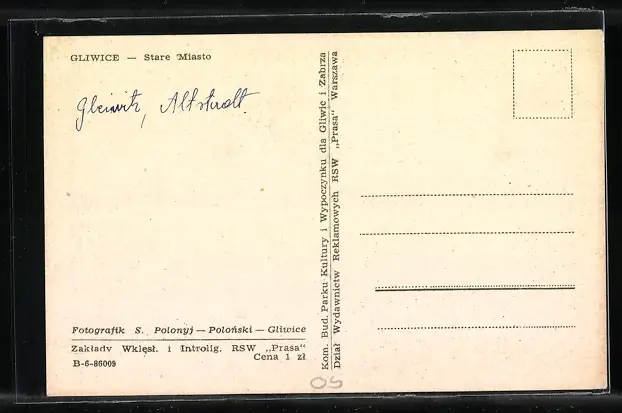 GLIWICE — Stare Miasto
Gleiwitz, Altstadt.
Kom. Bud. Parku Kultury i Wypoczynku dla Gliwic i Zabrza
Dział Wydawnictw Reklamowych RSW „Prasa" Warszawa
Fotografik S. Polonyj — Poloński — Gliwice
Zakłady Wklęsł. i Introlig. RSW „Prasa"
Cena 1 zł
B-6-86009
05